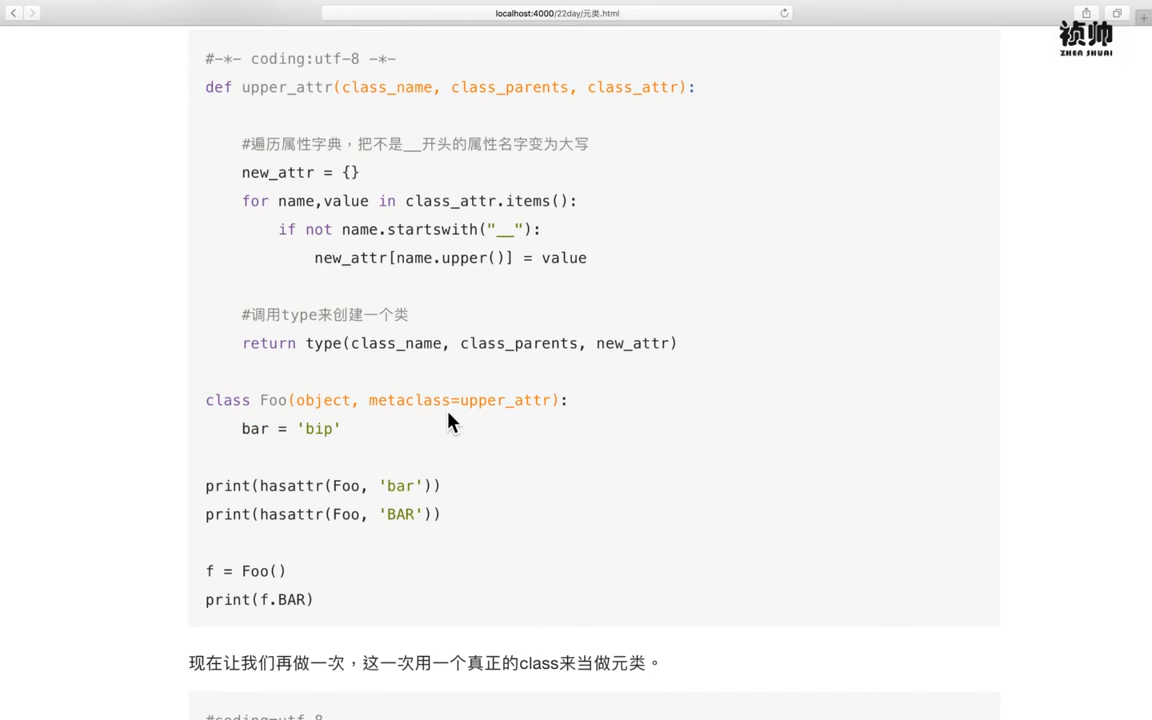 localhost:4000/22day/元类.html
祯帅
ZHEN SHUAI
#-*- coding:utf-8 -*-
def upper_attr(class_name, class_parents, class_attr):
#遍历属性字典，把不是__开头的属性名字变为大写
new_attr = {}
for name,value in class_attr.items():
if not name.startswith("__"):
new_attr[name.upper()] = value
#调用type来创建一个类
return type(class_name, class_parents, new_attr)
class Foo(object, metaclass=upper_attr):
bar = 'bip'
print(hasattr(Foo, 'bar'))
print(hasattr(Foo, 'BAR'))
f = Foo()
print(f.BAR)
现在让我们再做一次，这一次用一个真正的class来当做元类。
#coding=utf-8